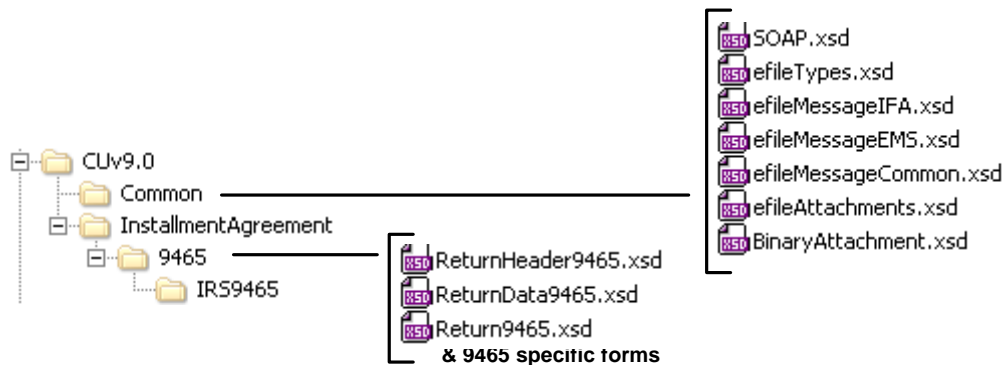 SOAP.xsd
efileTypes.xsd
efileMessageIFA.xsd
efileMessageEMS.xsd
efileMessageCommon.xsd
efileAttachments.xsd
BinaryAttachment.xsd
CUv9.0
Common
InstallmentAgreement
9465
IRS9465
ReturnHeader9465.xsd
ReturnData9465.xsd
Return9465.xsd
& 9465 specific forms